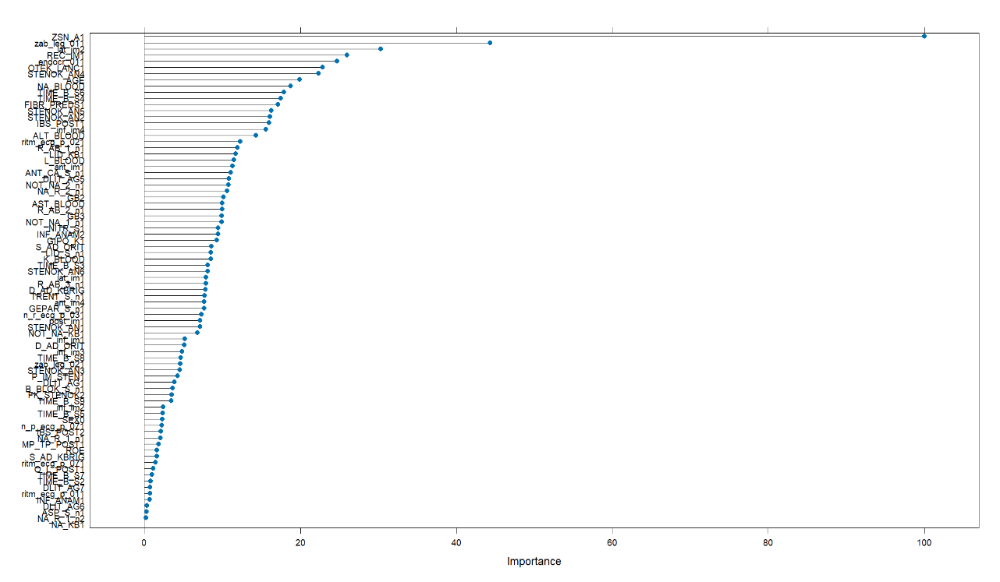 ZSN_A1
zab_leg_011
lat_im2
REC_IM1
endocr_011
OTEK_LANC1
STENOK_AN4
AGE
NA_BLOOD
TIME_B_S6
TIME_B_S4
FIBR_PREDS1
STENOK_AN5
STENOK_AN2
IBS_POST1
inf_im4
ALT_BLOOD
ritm_ecg_p_021
R_AB_1_n1
LID_KB1
L_BLOOD
ant_im1
ANT_CA_S_n1
DLIT_AG5
NOT_NA_2_n1
NA_R_2_n1
GB2
AST_BLOOD
R_AB_2_n1
GB3
NOT_NA_1_n1
NITR_S1
INF_ANAM2
GIPO_K1
S_AD_ORIT
LID_S_n1
K_BLOOD
TIME_B_S3
STENOK_AN6
lat_im1
R_AB_3_n1
D_AD_KBRIG
TRENT_S_n1
ant_im4
GEPAR_S_n1
n_r_ecg_p_031
post_im1
STENOK_AN1
NOT_NA_KB1
inf_im1
D_AD_ORIT
inf_im3
TIME_B_S8
zab_leg_021
STENOK_AN3
P_IM_STEN1
DLIT_AG1
B_BLOK_S_n1
FK_STENOK2
TIME_B_S9
inf_im2
TIME_B_S5
SEX0
n_p_ecg_p_071
IBS_POST2
NA_R_1_n1
MP_TP_POST1
ROE
S_AD_KBRIG
ritm_ecg_p_071
O_L_POST1
TIME_B_S7
TIME_B_S2
DLIT_AG7
ritm_ecg_p_011
INF_ANAM1
DLIT_AG6
ASP_S_n1
NA_R_1_n2
NA_KB1
0 20 40 60 80 100
Importance